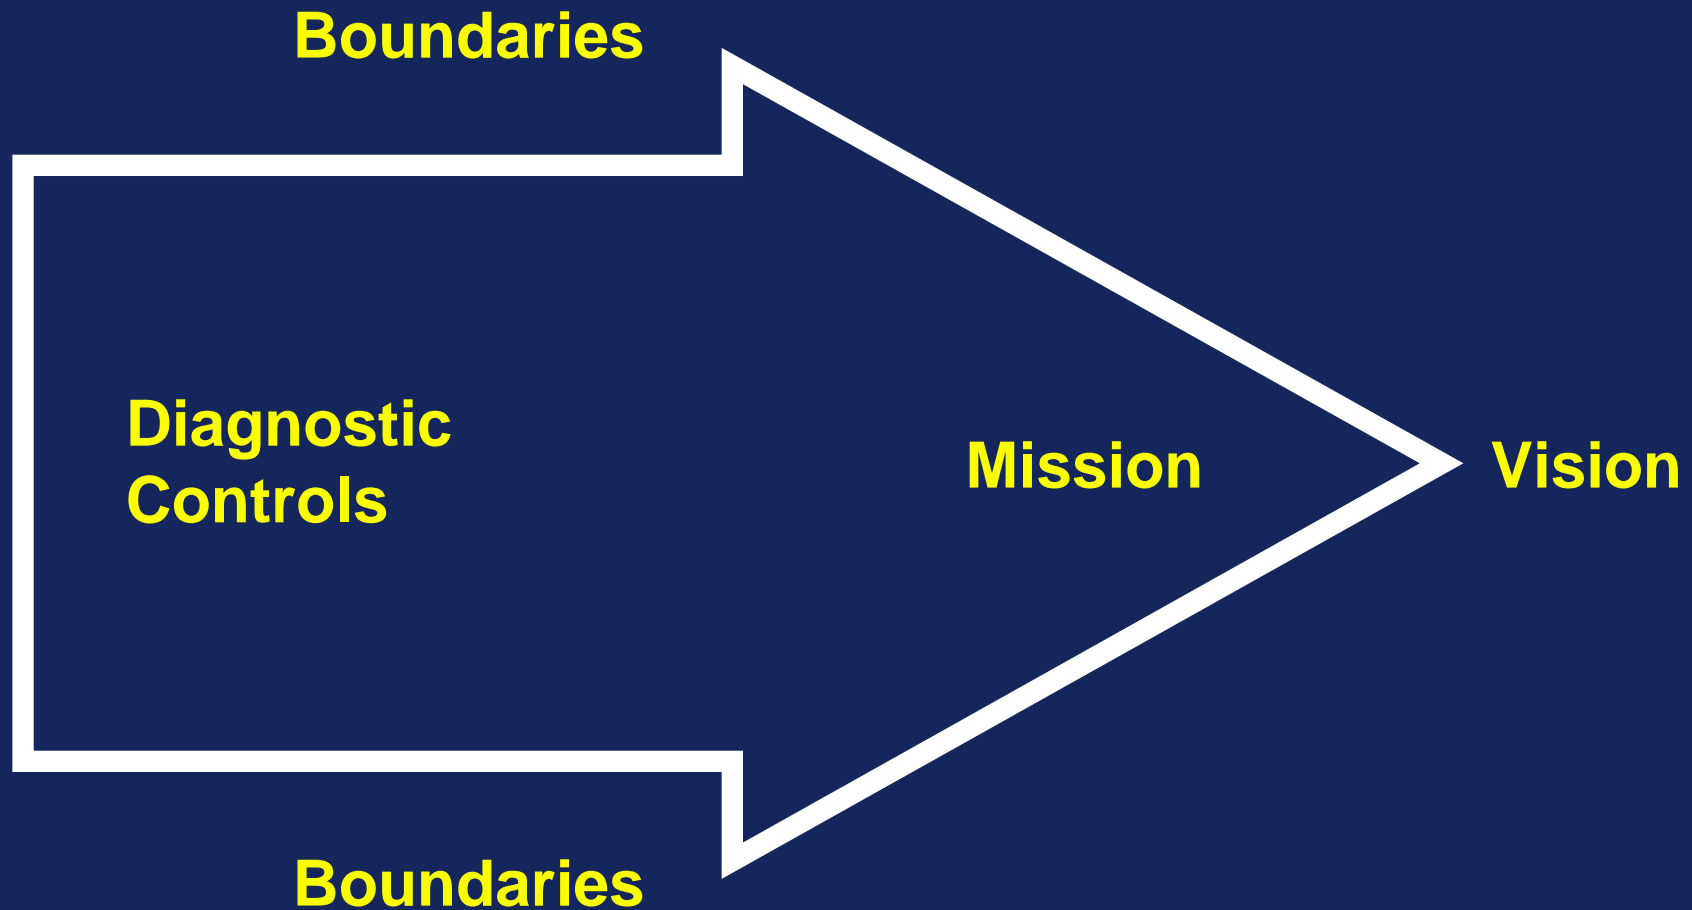 Boundaries
Diagnostic
Controls
Mission
Vision
Boundaries